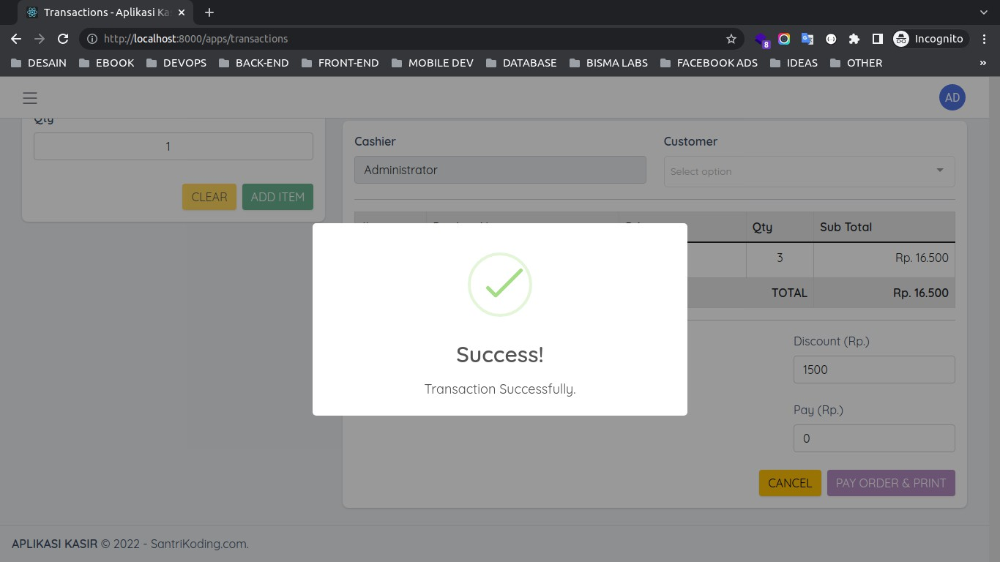 Transactions - Aplikasi Ka
http://localhost:8000/apps/transactions
8
Incognito
DESAIN EBOOK DEVOPS BACK-END FRONT-END MOBILE DEV DATABASE BISMA LABS FACEBOOK ADS IDEAS OTHER »
AD
Qty
1
CLEAR ADD ITEM
Cashier Customer
Administrator Select option
Qty Sub Total
3 Rp. 16.500
TOTAL Rp. 16.500
Success!
Transaction Successfully.
Discount (Rp.)
1500
Pay (Rp.)
0
CANCEL PAY ORDER & PRINT
APLIKASI KASIR © 2022 - SantriKoding.com.